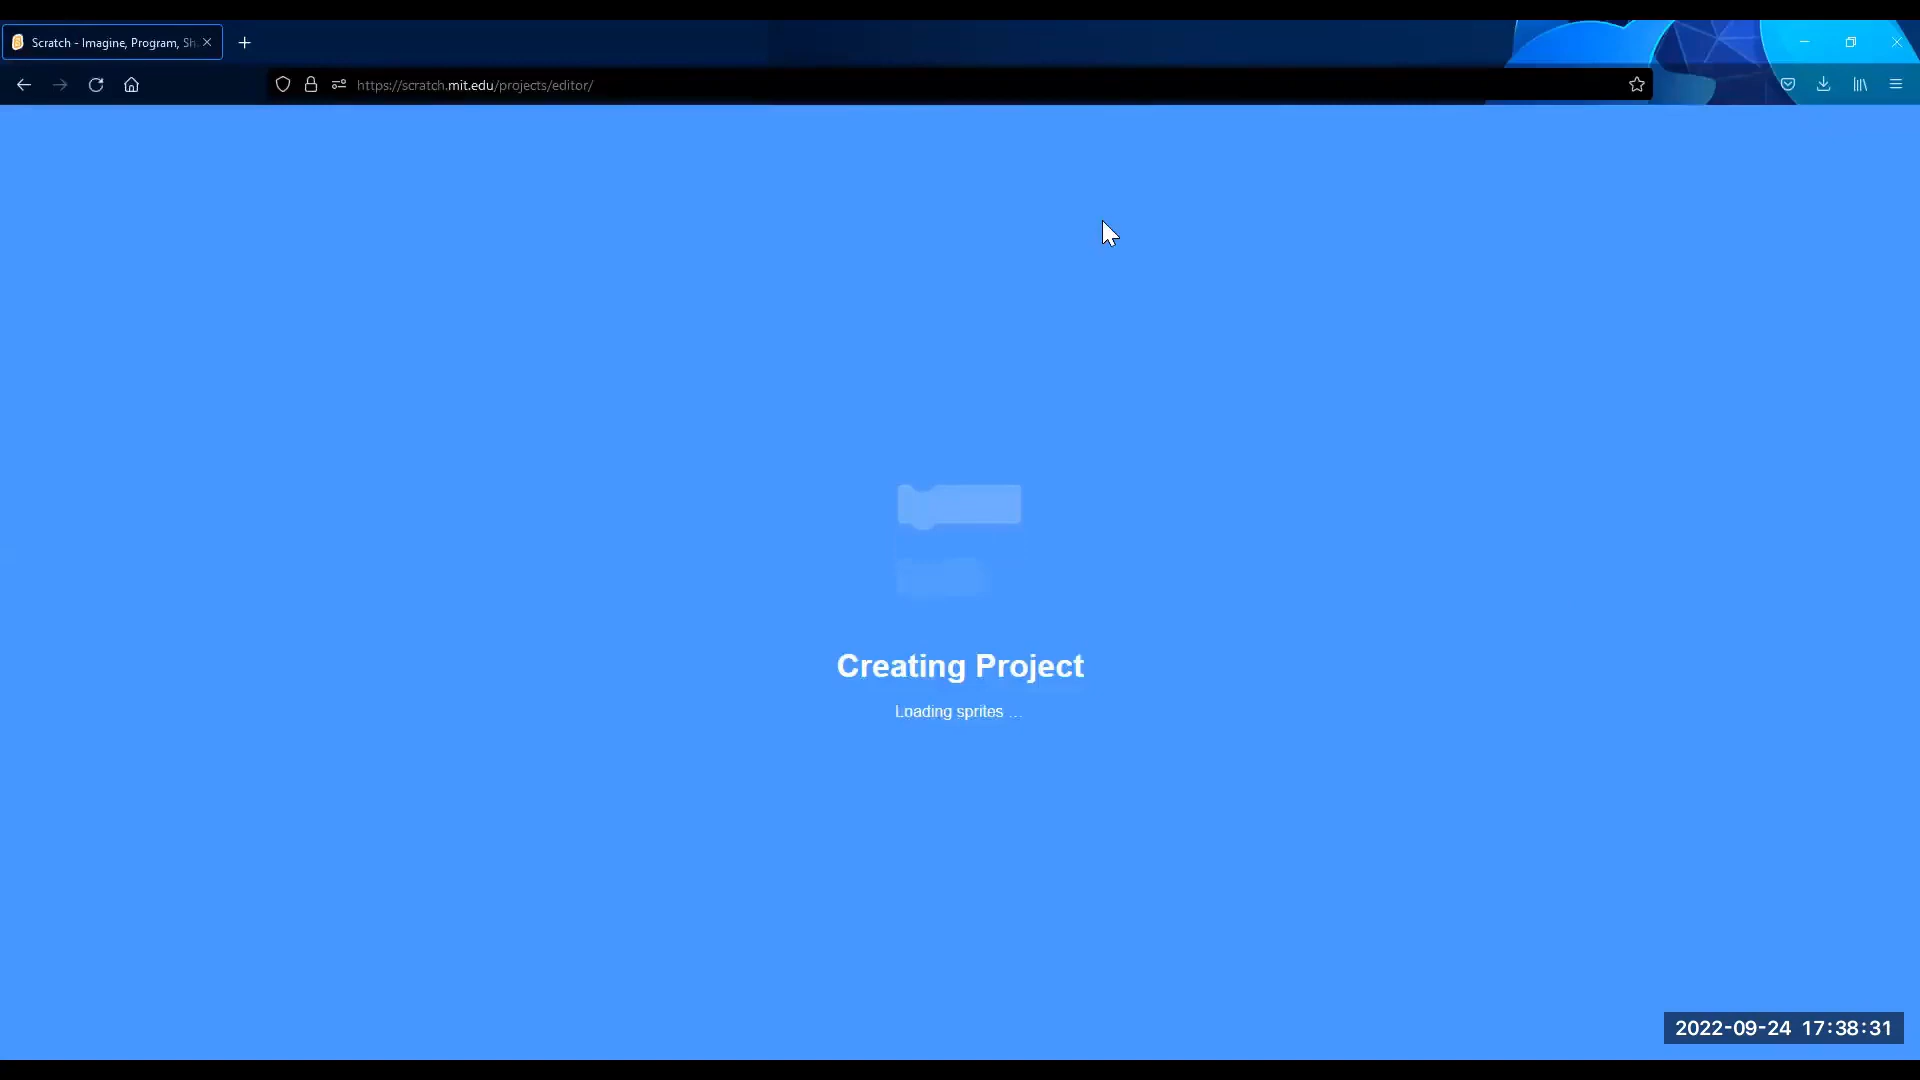 Scratch - Imagine, Program, Sh
https://scratch.mit.edu/projects/editor/
Creating Project
Loading sprites …
2022-09-24 17:38:31